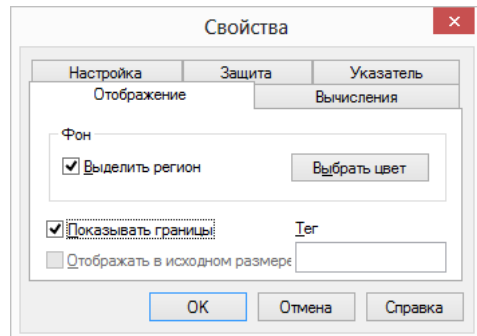 Свойства
Настройка Защита Указатель
Отображение Вычисления
Фон
Выделить регион Выбрать цвет
Показывать границы Тег
Отображать в исходном размере
OK Отмена Справка